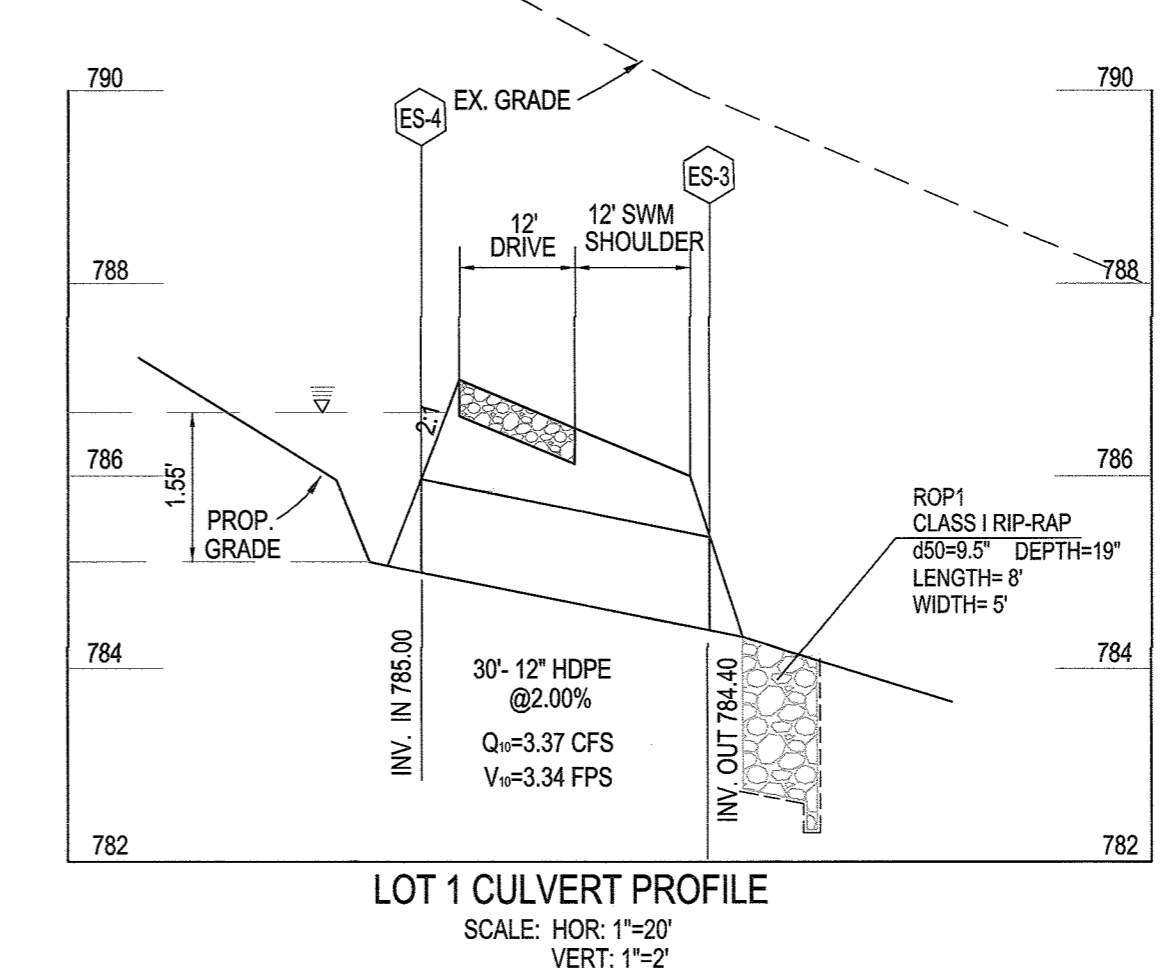 790
790
EX. GRADE
ES-4
ES-3
12'
DRIVE
12' SWM
SHOULDER
788
788
2:1
786
786
1.55'
PROP.
GRADE
ROP1
CLASS I RIP-RAP
d50=9.5" DEPTH=19"
LENGTH= 8'
WIDTH= 5'
784
784
INV. IN 785.00
30'- 12" HDPE
@2.00%
Q10=3.37 CFS
V10=3.34 FPS
INV. OUT 784.40
782
782
LOT 1 CULVERT PROFILE
SCALE: HOR: 1"=20'
VERT: 1"=2'